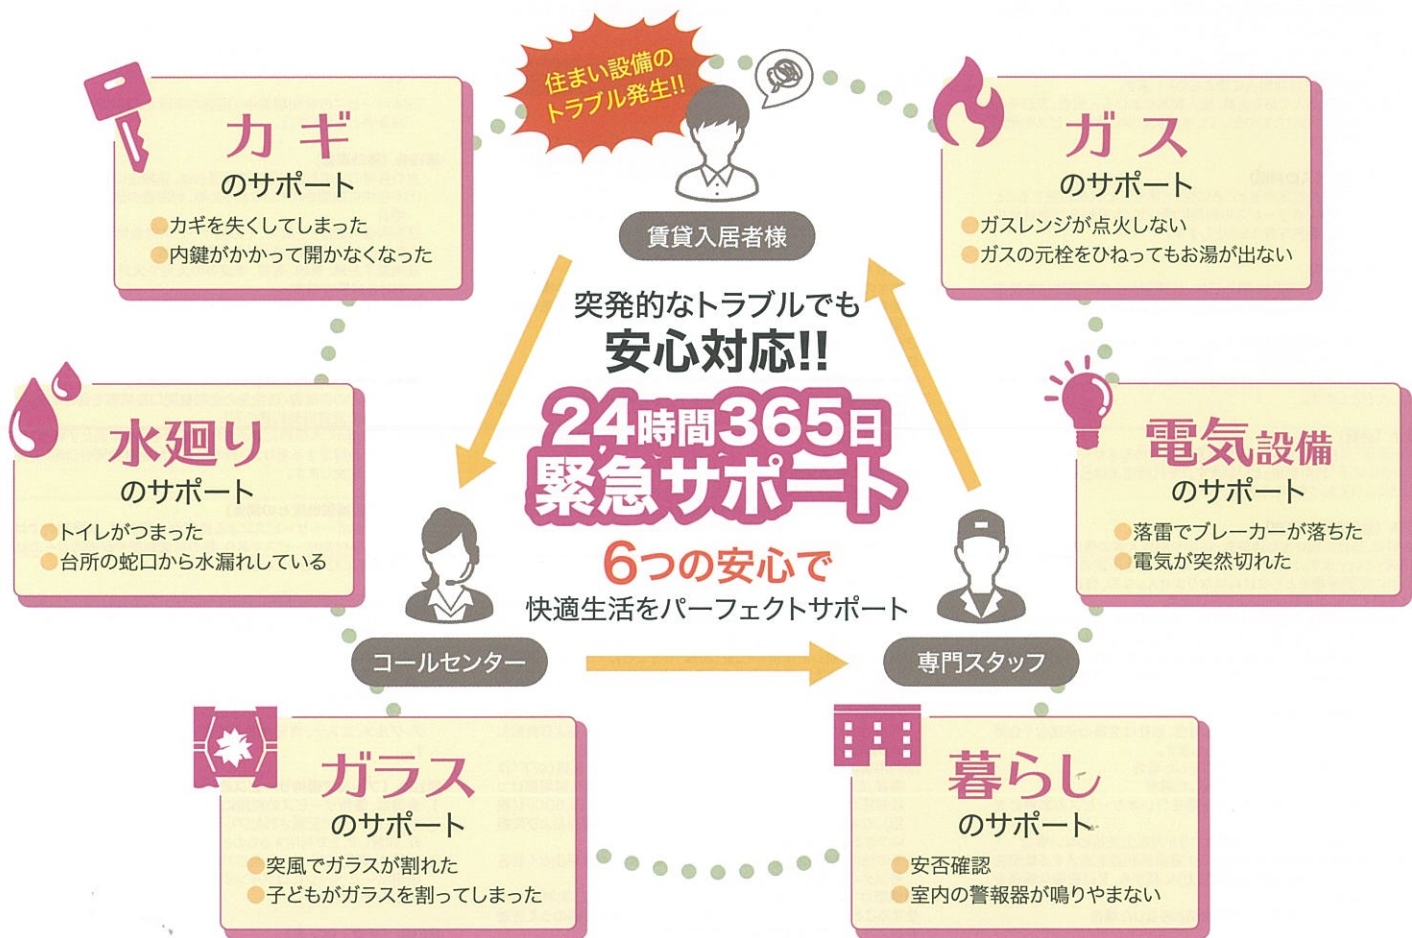 住まい設備の
トラブル発生!!
賃貸入居者様
カギ
のサポート
カギを失くしてしまった
内鍵がかかって開かなくなった
ガス
のサポート
ガスレンジが点火しない
ガスの元栓をひねってもお湯が出ない
突発的なトラブルでも
安心対応!!
24時間365日
緊急サポート
6つの安心で
快適生活をパーフェクトサポート
水廻り
のサポート
トイレがつまった
台所の蛇口から水漏れしている
電気設備
のサポート
落雷でブレーカーが落ちた
電気が突然切れた
コールセンター
専門スタッフ
ガラス
のサポート
突風でガラスが割れた
子どもがガラスを割ってしまった
暮らし
のサポート
安否確認
室内の警報器が鳴りやまない